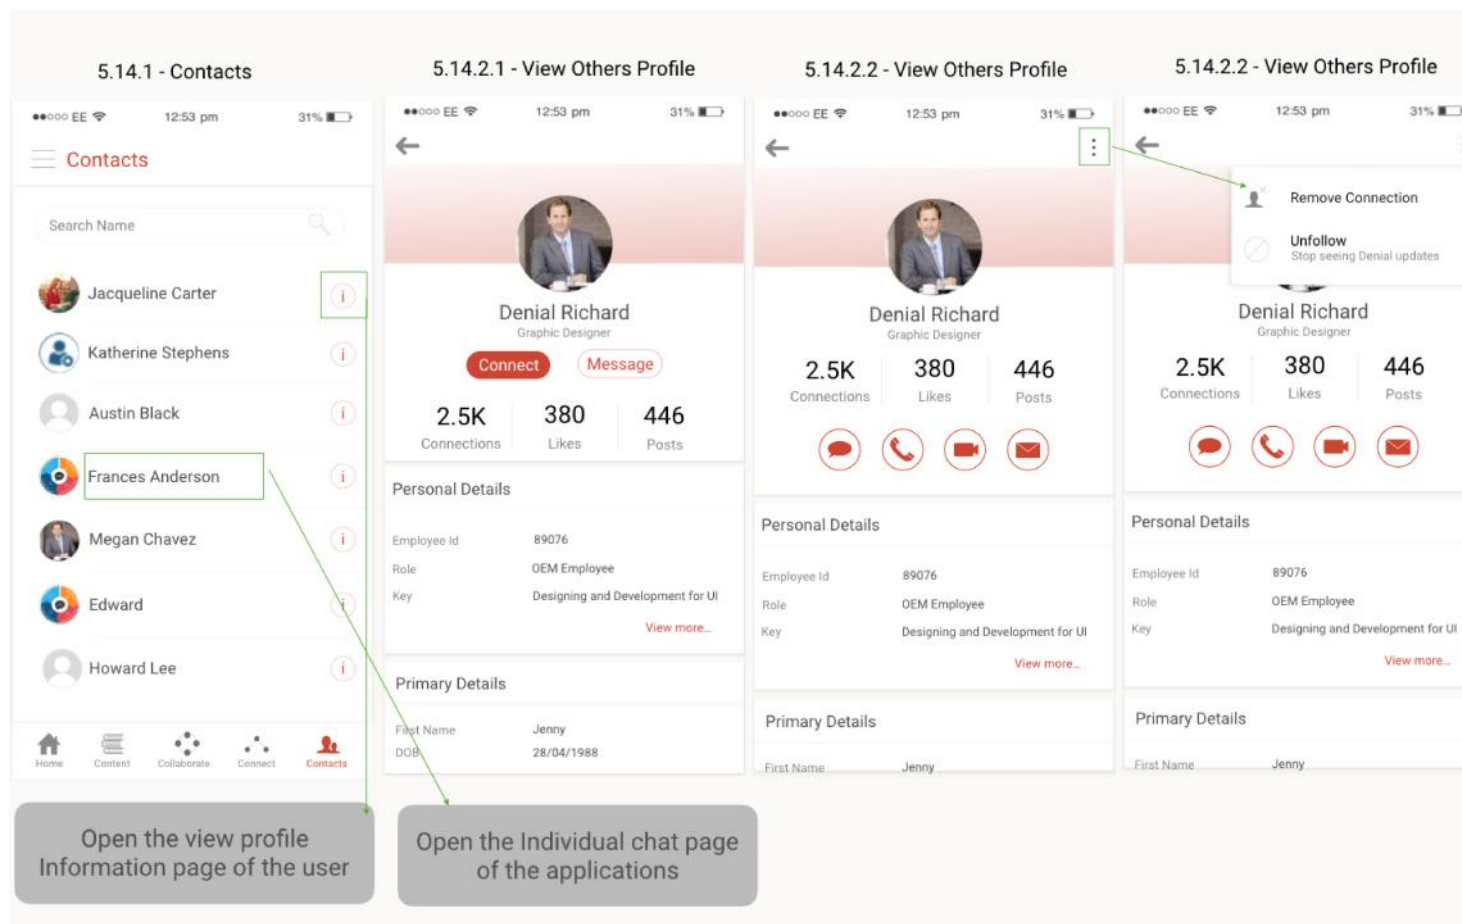 5.14.1 - Contacts
EE 12:53 pm 31%
Contacts
Search Name
Jacqueline Carter
i
Katherine Stephens
i
Austin Black
i
Frances Anderson
i
Megan Chavez
i
Edward
i
Howard Lee
i
Home Content Collaborate Connect Contacts
Open the view profile
Information page of the user
5.14.2.1 - View Others Profile
EE 12:53 pm 31%
Denial Richard
Graphic Designer
Connect Message
2.5K 380 446
Connections Likes Posts
Personal Details
Employee Id 89076
Role OEM Employee
Key Designing and Development for UI
View more...
Primary Details
First Name Jenny
DOB 28/04/1988
Open the Individual chat page
of the applications
5.14.2.2 - View Others Profile
EE 12:53 pm 31%
Denial Richard
Graphic Designer
2.5K 380 446
Connections Likes Posts
Personal Details
Employee Id 89076
Role OEM Employee
Key Designing and Development for UI
View more...
Primary Details
First Name Jenny
5.14.2.2 - View Others Profile
EE 12:53 pm 31%
Remove Connection
Unfollow
Stop seeing Denial updates
Denial Richard
Graphic Designer
2.5K 380 446
Connections Likes Posts
Personal Details
Employee Id 89076
Role OEM Employee
Key Designing and Development for UI
View more...
Primary Details
First Name Jenny